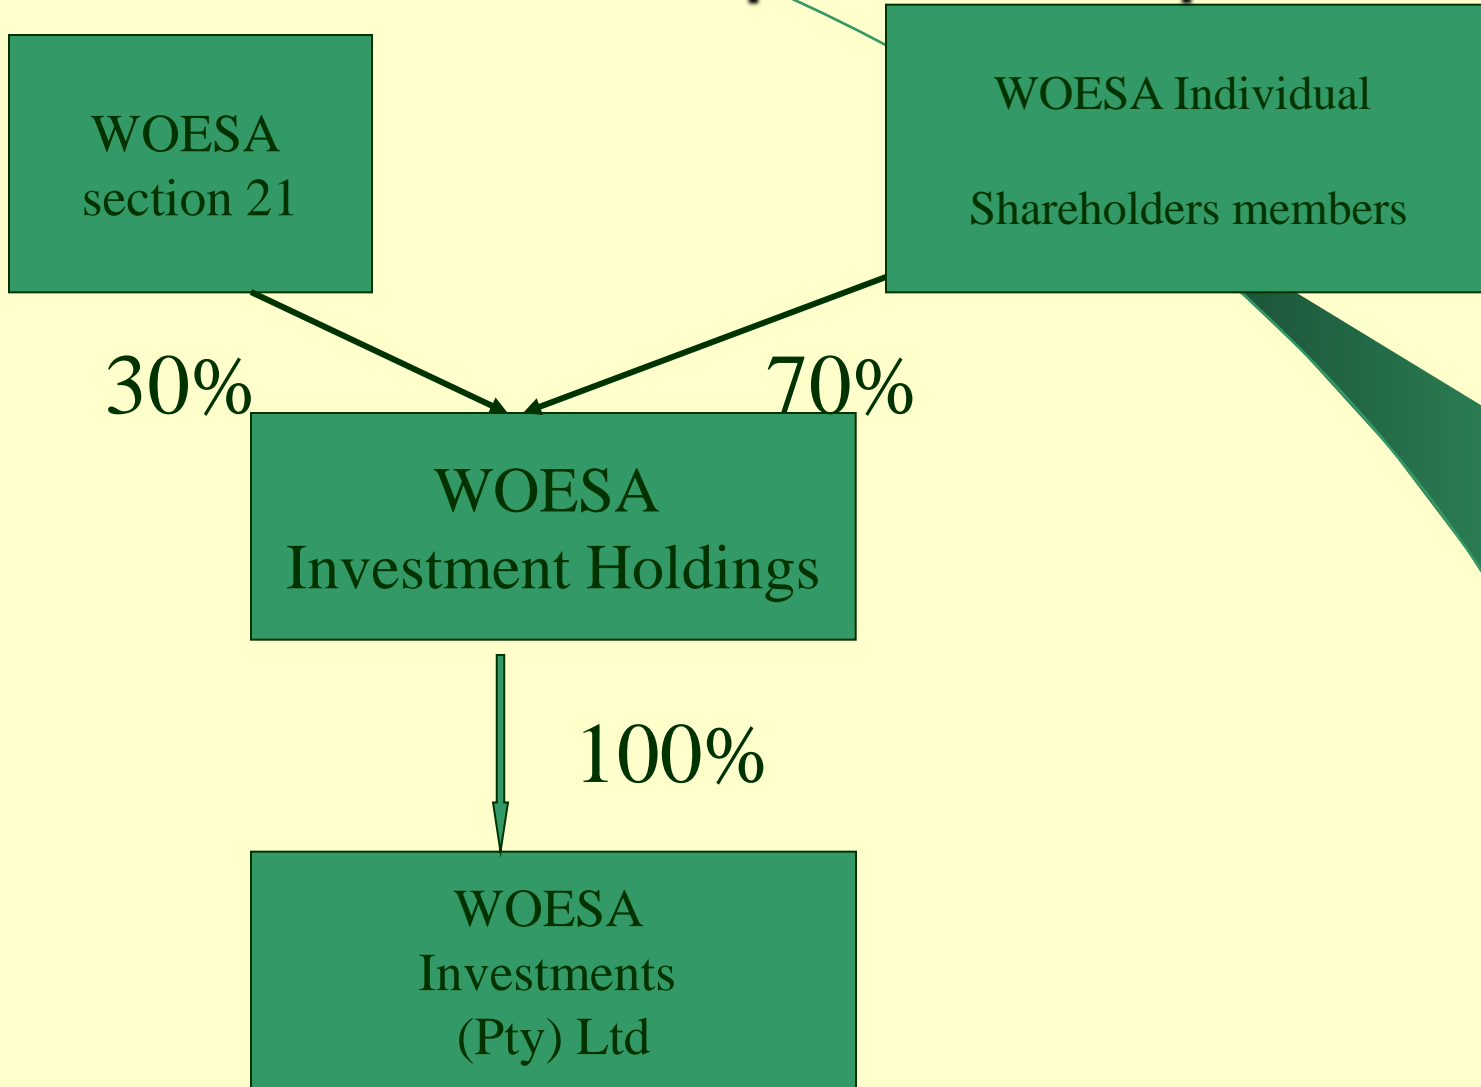 WOESA
section 21
WOESA Individual
Shareholders members
30%
70%
WOESA
Investment Holdings
100%
WOESA
Investments
(Pty) Ltd